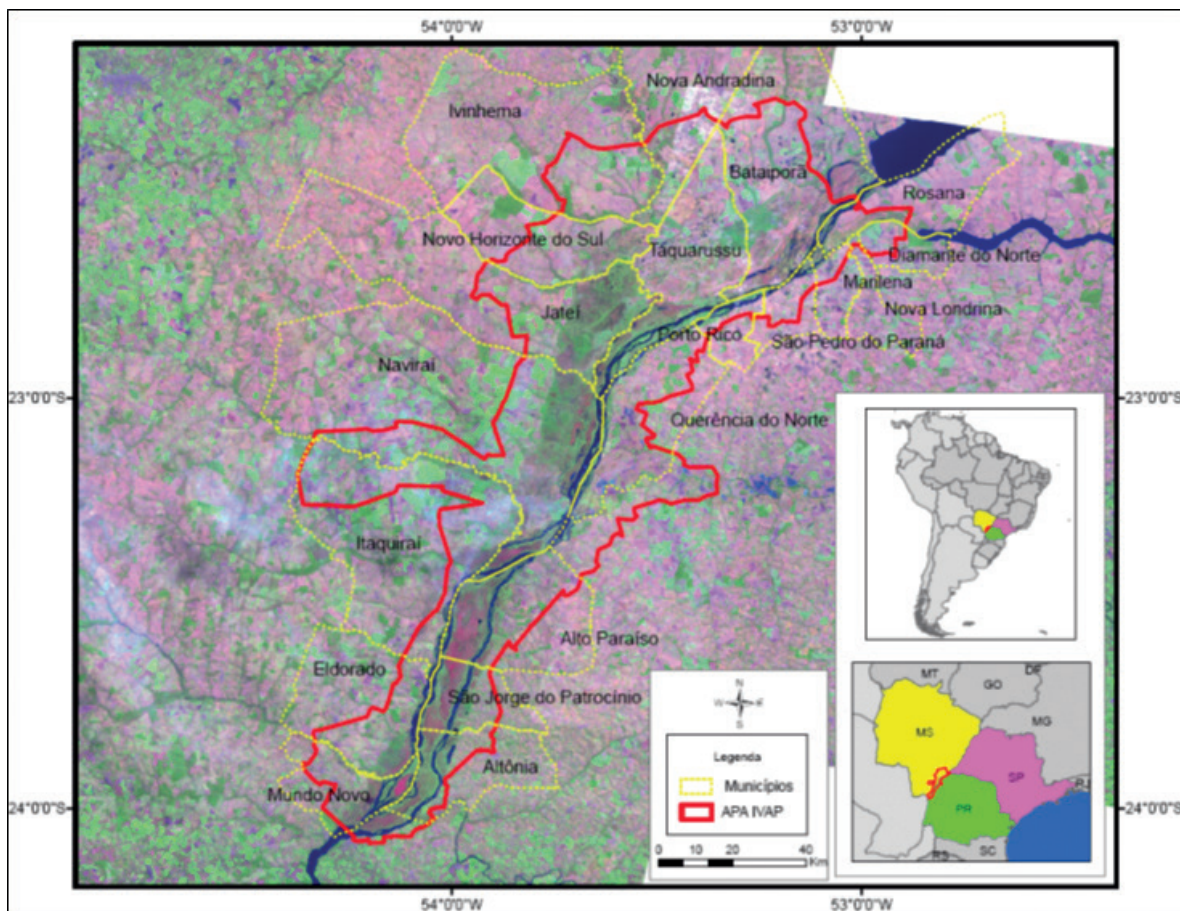 54°0'0"W
53°0'0"W
Nova Andradina
Ivinhema
Bataipora
Rosana
Novo Horizonte do Sul
Taquarussu
Diamante do Norte
Marilena
Jateí
Nova Londrina
Porto Rico
São Pedro do Paraná
Naviraí
23°0'0"S
23°0'0"S
Querência do Norte
Itaquiraí
Alto Paraíso
Eldorado
São Jorge do Patrocínio
Altônia
Mundo Novo
24°0'0"S
24°0'0"S
N
W
E
S
Legenda
Municípios
APA IVAP
0
10
20
40
Km
MT
DF
GO
MG
MS
SP
RJ
PR
SC
RS
54°0'0"W
53°0'0"W